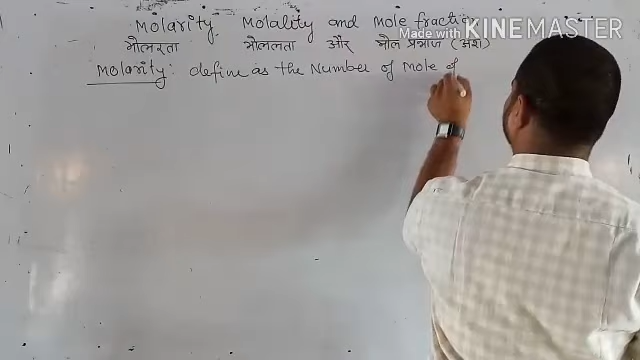 Made with KINEMASTER
Molarity Molality and Mole fraction
मोलरता मोललता और मोल प्रभाज (अंश)
Molarity: define as the Number of Mole of